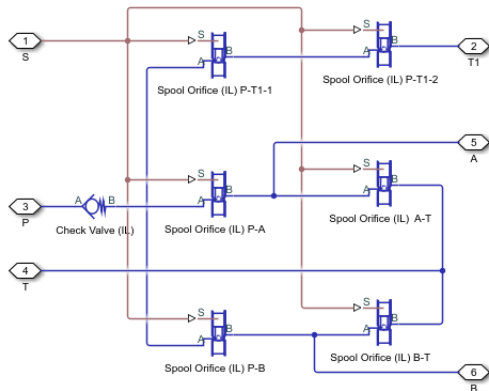 1
S
S
A
B
Spool Orifice (IL) P-T1-1
S
A
B
Spool Orifice (IL) P-T1-2
2
T1
5
A
3
P
A
B
Check Valve (IL)
S
A
B
Spool Orifice (IL) P-A
S
A
B
Spool Orifice (IL) A-T
4
T
S
A
B
Spool Orifice (IL) P-B
S
A
B
Spool Orifice (IL) B-T
6
B